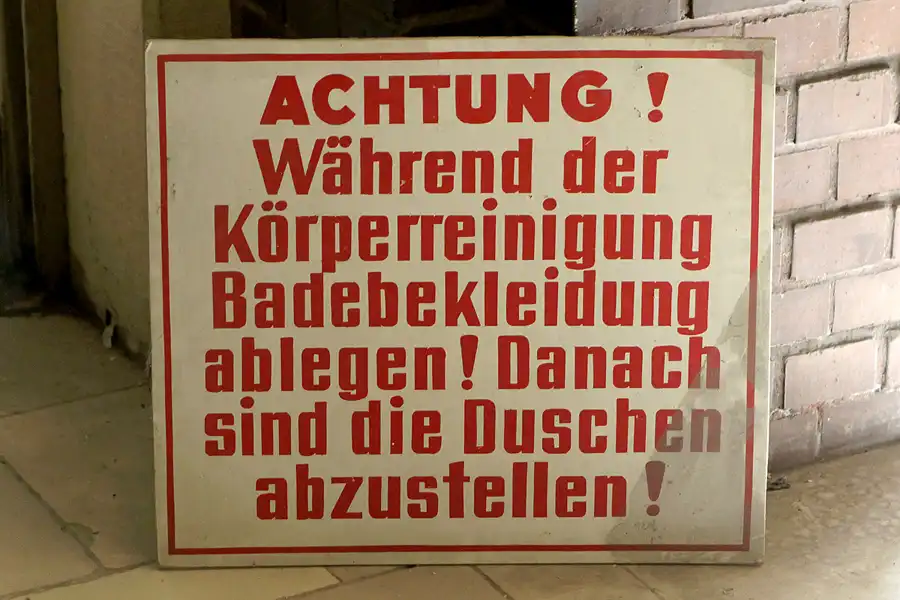 ACHTUNG !
Während der
Körperreinigung
Badebekleidung
ablegen! Danach
sind die Duschen
abzustellen!